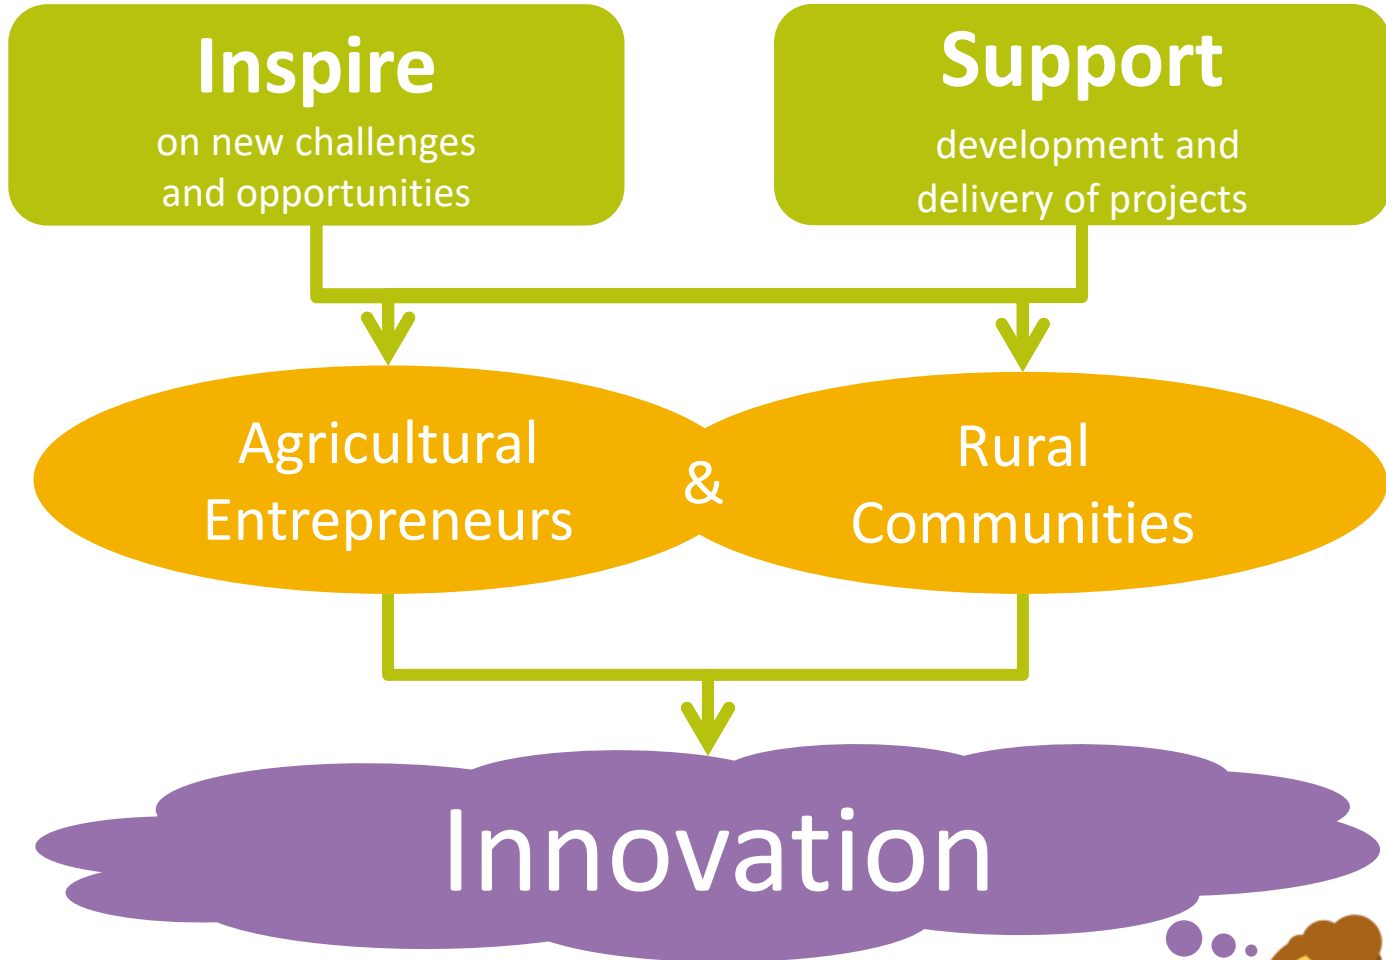 Inspire
on new challenges
and opportunities
Support
development and
delivery of projects
Agricultural
Entrepreneurs
&
Rural
Communities
Innovation